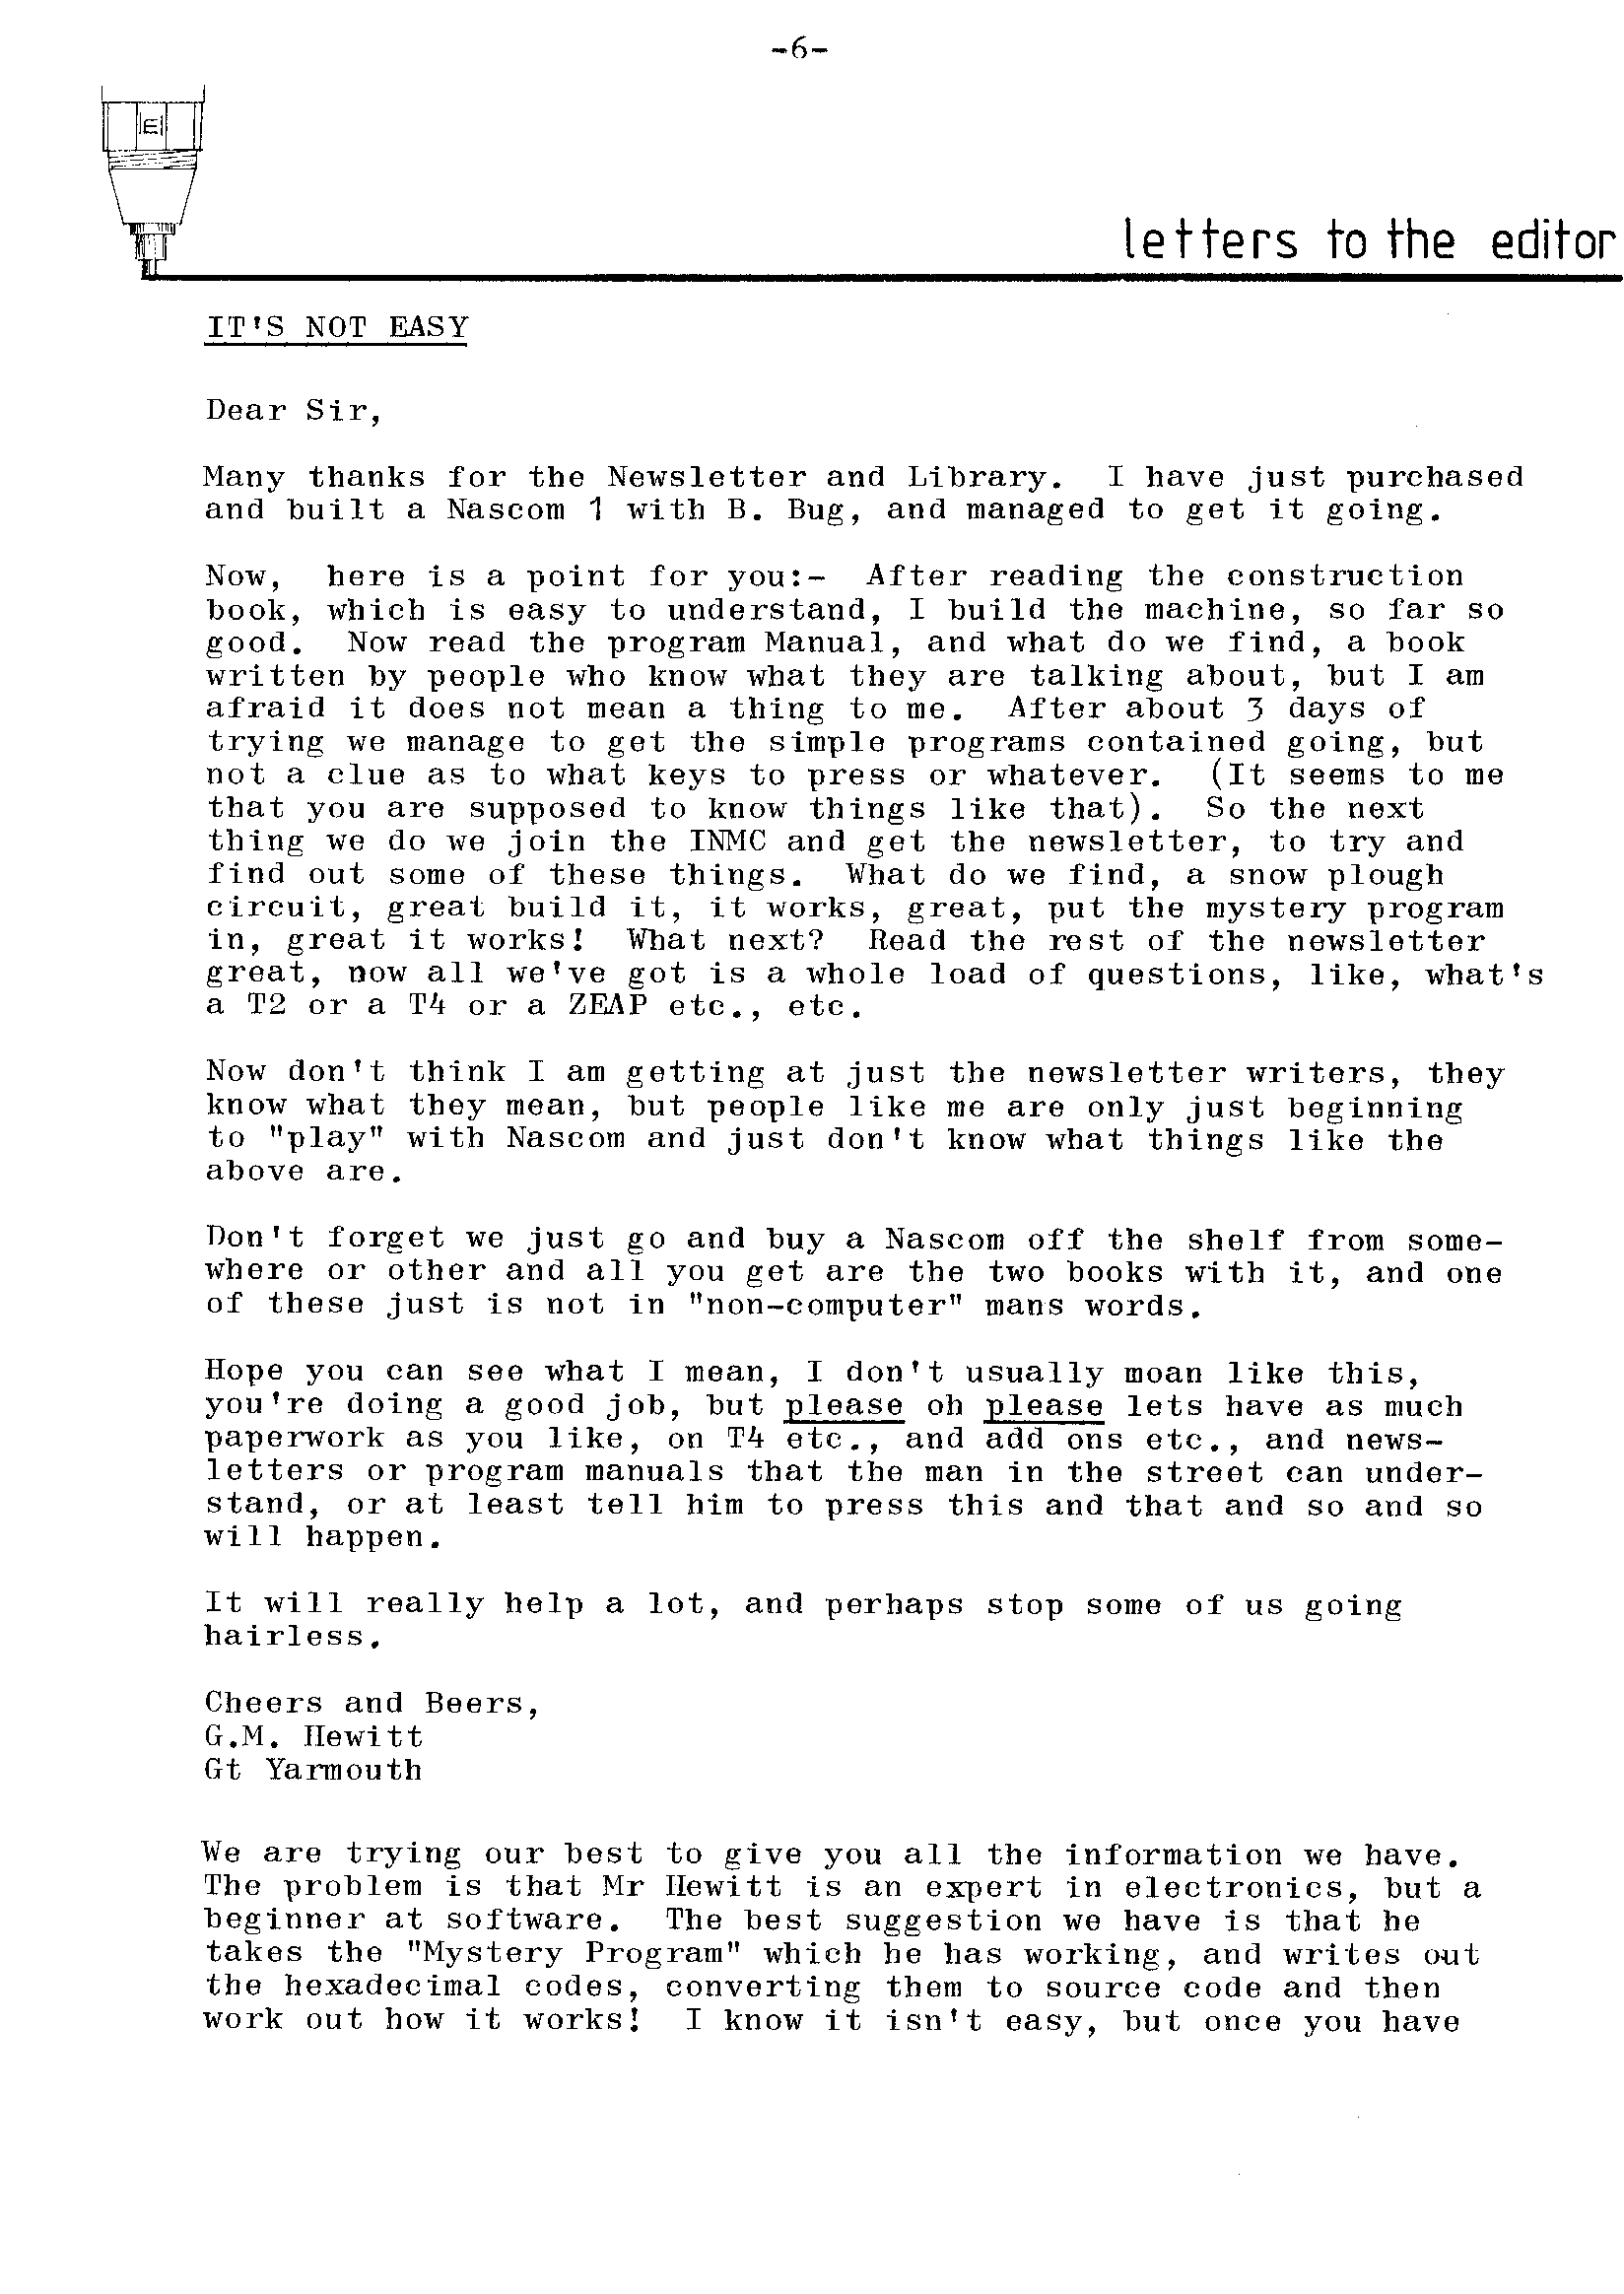 -6-
letters to the editor
IT'S NOT EASY
Dear Sir,
Many thanks for the Newsletter and Library.  I have just purchased
and built a Nascom 1 with B. Bug, and managed to get it going.
Now,  here is a point for you:-  After reading the construction
book, which is easy to understand, I build the machine, so far so
good.  Now read the program Manual, and what do we find, a book
written by people who know what they are talking about, but I am
afraid it does not mean a thing to me.  After about 3 days of
trying we manage to get the simple programs contained going, but
not a clue as to what keys to press or whatever.  (It seems to me
that you are supposed to know things like that).  So the next
thing we do we join the INMC and get the newsletter, to try and
find out some of these things.  What do we find, a snow plough
circuit, great build it, it works, great, put the mystery program
in, great it works!  What next?  Read the rest of the newsletter
great, now all we've got is a whole load of questions, like, what's
a T2 or a T4 or a ZEAP etc., etc.
Now don't think I am getting at just the newsletter writers, they
know what they mean, but people like me are only just beginning
to "play" with Nascom and just don't know what things like the
above are.
Don't forget we just go and buy a Nascom off the shelf from some-
where or other and all you get are the two books with it, and one
of these just is not in "non-computer" mans words.
Hope you can see what I mean, I don't usually moan like this,
you're doing a good job, but please oh please lets have as much
paperwork as you like, on T4 etc., and add ons etc., and news-
letters or program manuals that the man in the street can under-
stand, or at least tell him to press this and that and so and so
will happen.
It will really help a lot, and perhaps stop some of us going
hairless.
Cheers and Beers,
G.M. Hewitt
Gt Yarmouth
We are trying our best to give you all the information we have.
The problem is that Mr Hewitt is an expert in electronics, but a
beginner at software.  The best suggestion we have is that he
takes the "Mystery Program" which he has working, and writes out
the hexadecimal codes, converting them to source code and then
work out how it works!  I know it isn't easy, but once you have